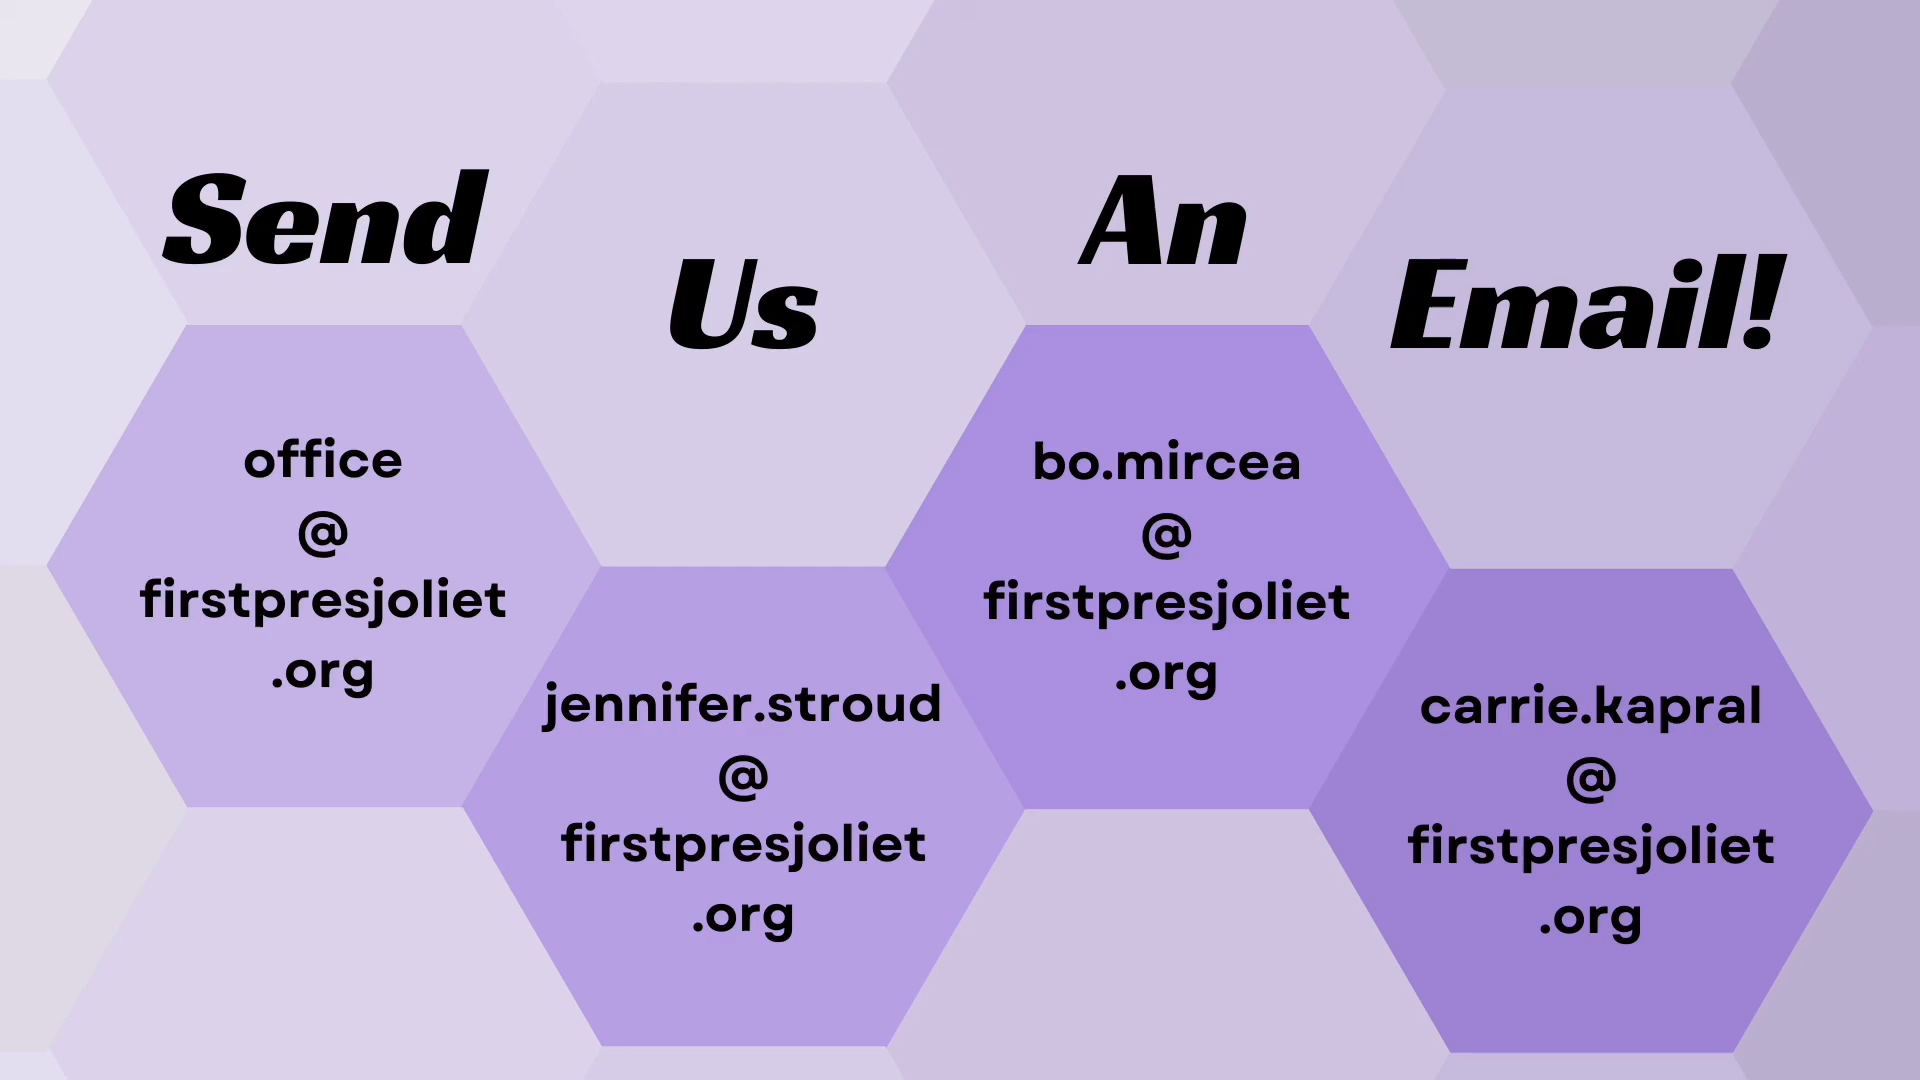 Send
Us
An
Email!
office
@
firstpresjoliet
.org
jennifer.stroud
@
firstpresjoliet
.org
bo.mircea
@
firstpresjoliet
.org
carrie.kapral
@
firstpresjoliet
.org